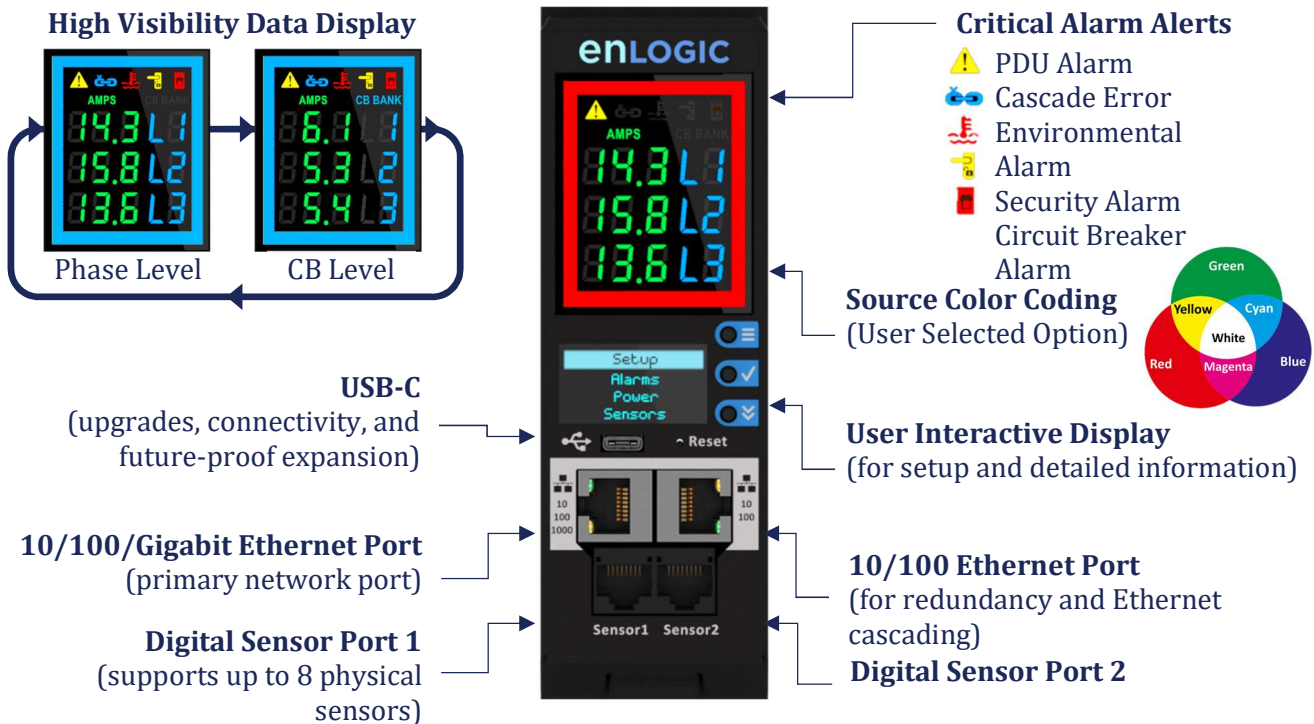 High Visibility Data Display
AMPS CB BANK
14.3 L1
15.8 L2
13.6 L3
Phase Level
AMPS CB BANK
6.1 1
5.3 L2
5.4 3
CB Level
enLOGIC
AMPS CB BANK
14.3 L1
15.8 L2
13.6 L3
Setup
Alarms
Power
Sensors
Reset
10
100
1000
10
100
Sensor1 Sensor2
Critical Alarm Alerts
PDU Alarm
Cascade Error
Environmental
Alarm
Security Alarm
Circuit Breaker
Alarm
Source Color Coding
(User Selected Option)
Green
Yellow
Cyan
White
Red
Magenta
Blue
USB-C
(upgrades, connectivity, and
future-proof expansion)
User Interactive Display
(for setup and detailed information)
10/100/Gigabit Ethernet Port
(primary network port)
10/100 Ethernet Port
(for redundancy and Ethernet
cascading)
Digital Sensor Port 1
(supports up to 8 physical
sensors)
Digital Sensor Port 2